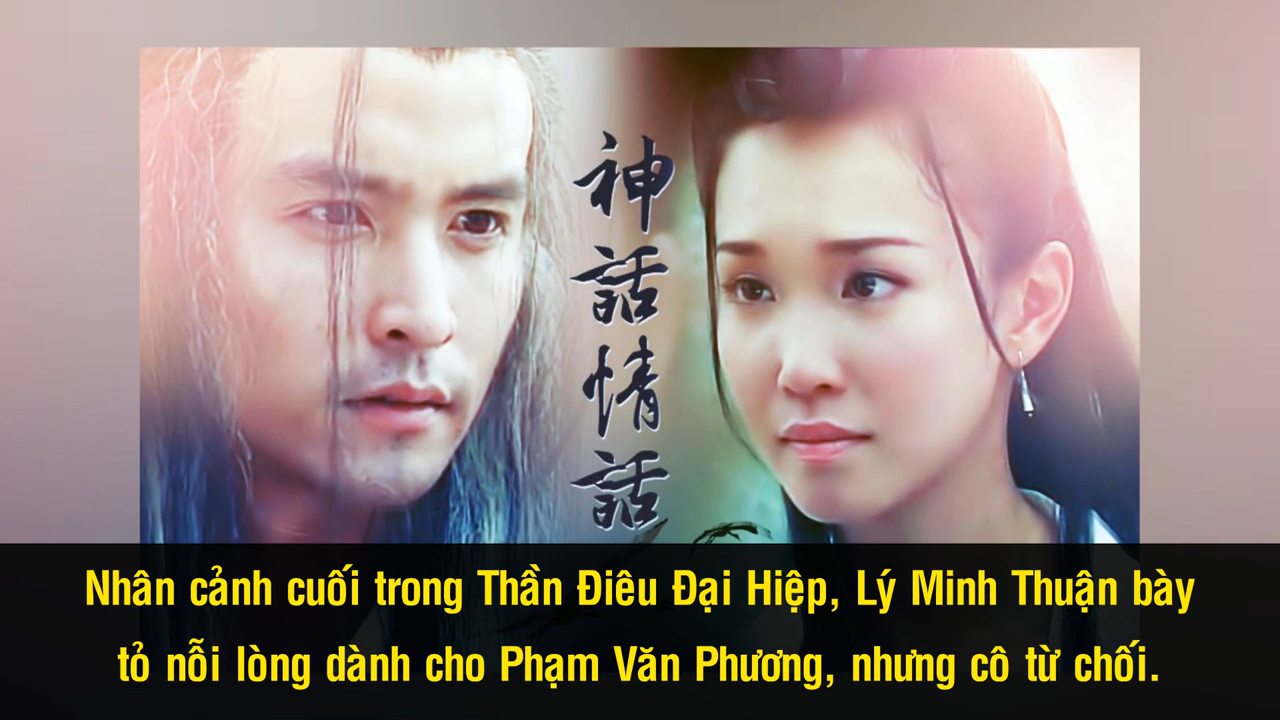 神話情話
Nhân cảnh cuối trong Thần Điêu Đại Hiệp, Lý Minh Thuận bày
tỏ nỗi lòng dành cho Phạm Văn Phương, nhưng cô từ chối.